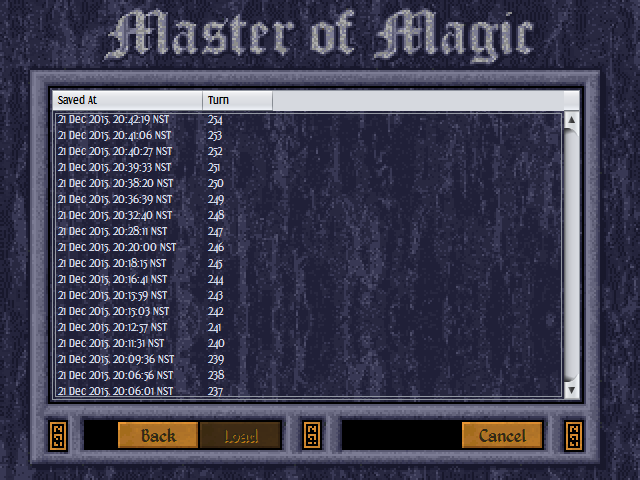 Master of Magic
Saved At Turn
21 Dec 2015, 20:42:19 NST 254
21 Dec 2015, 20:41:06 NST 253
21 Dec 2015, 20:40:27 NST 252
21 Dec 2015, 20:39:33 NST 251
21 Dec 2015, 20:38:20 NST 250
21 Dec 2015, 20:36:39 NST 249
21 Dec 2015, 20:32:40 NST 248
21 Dec 2015, 20:28:11 NST 247
21 Dec 2015, 20:20:00 NST 246
21 Dec 2015, 20:18:15 NST 245
21 Dec 2015, 20:16:41 NST 244
21 Dec 2015, 20:15:59 NST 243
21 Dec 2015, 20:15:03 NST 242
21 Dec 2015, 20:12:57 NST 241
21 Dec 2015, 20:11:31 NST 240
21 Dec 2015, 20:09:36 NST 239
21 Dec 2015, 20:06:56 NST 238
21 Dec 2015, 20:06:01 NST 237
Back Load Cancel